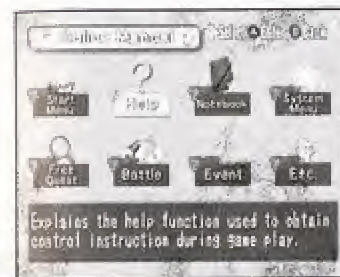 Start Menu
Help
Notebook
System Menu
Free Quest
Battle
Event
Etc.
Explains the help function used to obtain
control instruction during game play.